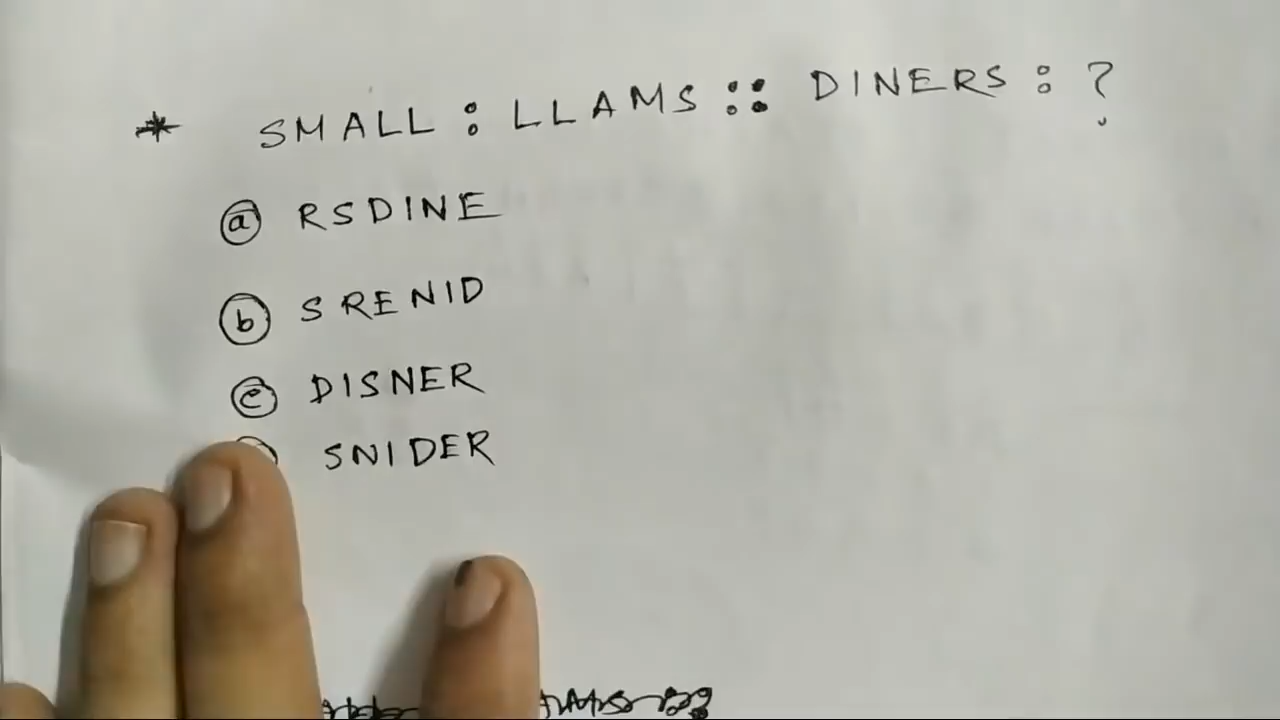 * SMALL : LLAMS :: DINERS : ?
(a) RSDINE
(b) SRENID
(c) DISNER
SNIDER